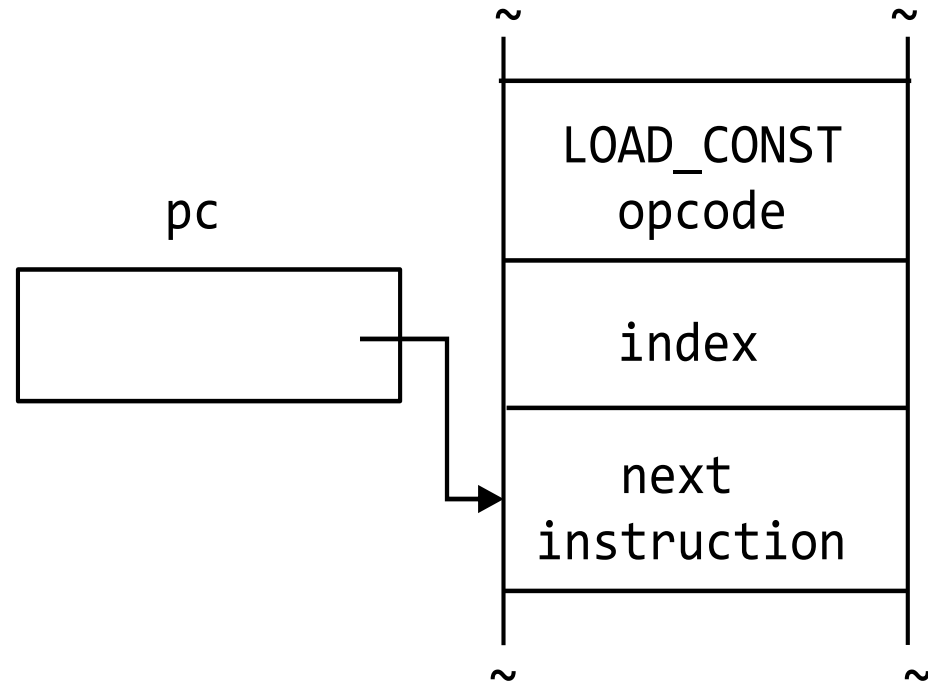 ~ ~
LOAD_CONST
opcode
pc
index
next
instruction
~ ~